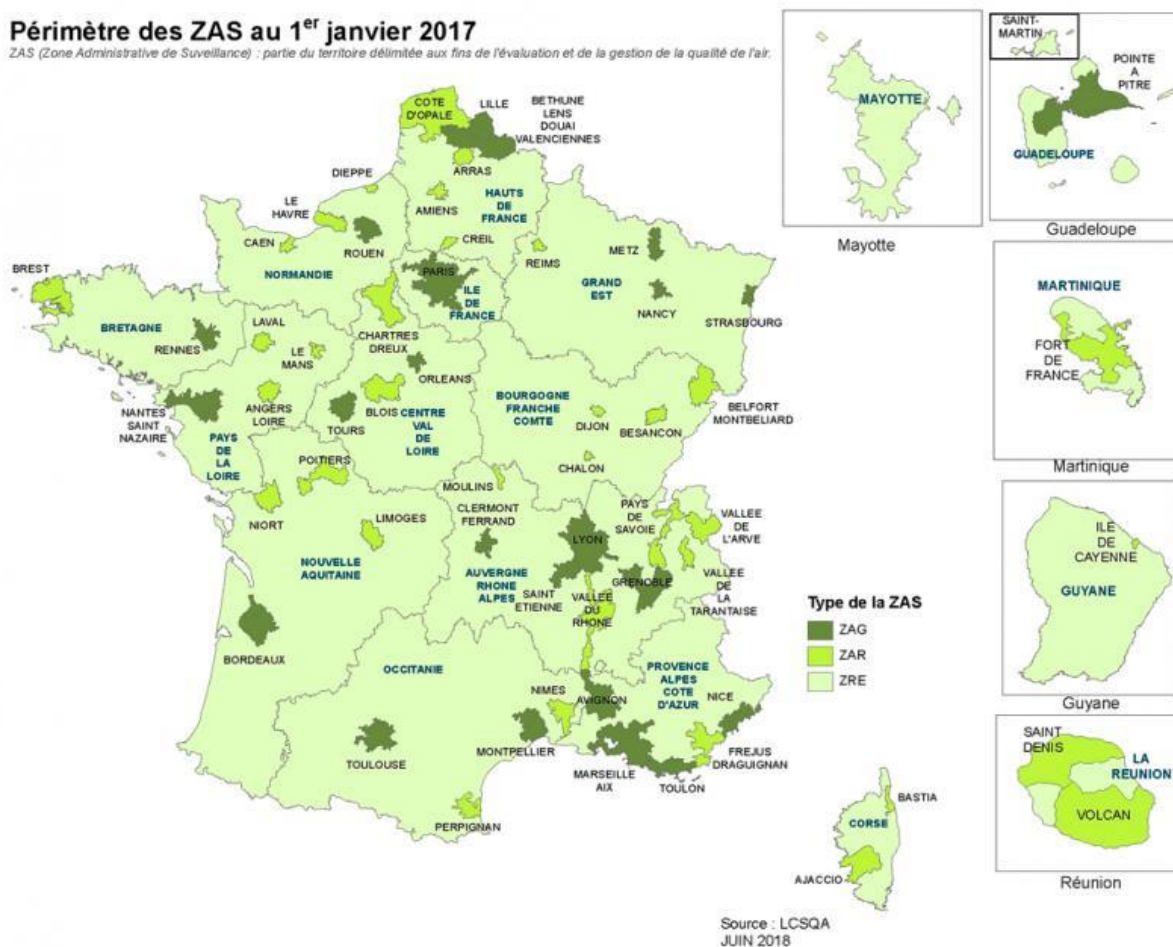 Périmètre des ZAS au 1er janvier 2017
ZAS (Zone Administrative de Suveillance) : partie du territoire délimitée aux fins de l'évaluation et de la gestion de la qualité de l'air.
COTE
D'OPALE
LILLE
BETHUNE
LENS
DOUAI
VALENCIENNES
ARRAS
DIEPPE
AMIENS
HAUTS
DE
FRANCE
LE
HAVRE
CAEN
ROUEN
CREIL
REIMS
METZ
BREST
NORMANDIE
PARIS
ILE
DE
FRANCE
GRAND
EST
NANCY
STRASBOURG
BRETAGNE
RENNES
LAVAL
LE
MANS
CHARTRES
DREUX
ORLEANS
NANTES
SAINT
NAZAIRE
ANGERS
LOIRE
TOURS
BLOIS
CENTRE
VAL
DE
LOIRE
BOURGOGNE
FRANCHE
COMTE
DIJON
BESANCON
BELFORT
MONTBELIARD
PAYS
DE
LA
LOIRE
POITIERS
CHALON
MOULINS
NIORT
LIMOGES
CLERMONT
FERRAND
LYON
PAYS
DE
SAVOIE
VALLEE
DE
L'ARVE
NOUVELLE
AQUITAINE
AUVERGNE
RHONE
ALPES
SAINT
ETIENNE
VALLEE
DU
RHONE
GRENOBLE
VALLEE
DE
LA
TARANTAISE
BORDEAUX
OCCITANIE
NIMES
AVIGNON
PROVENCE
ALPES
COTE
D'AZUR
NICE
TOULOUSE
MONTPELLIER
MARSEILLE
AIX
TOULON
FREJUS
DRAGUIGNAN
PERPIGNAN
BASTIA
CORSE
AJACCIO
Type de la ZAS
ZAG
ZAR
ZRE
MAYOTTE
Mayotte
SAINT-
MARTIN
POINTE
A
PITRE
GUADELOUPE
Guadeloupe
MARTINIQUE
FORT
DE
FRANCE
Martinique
ILE
DE
CAYENNE
GUYANE
Guyane
SAINT
DENIS
LA
REUNION
VOLCAN
Réunion
Source : LCSQA
JUIN 2018